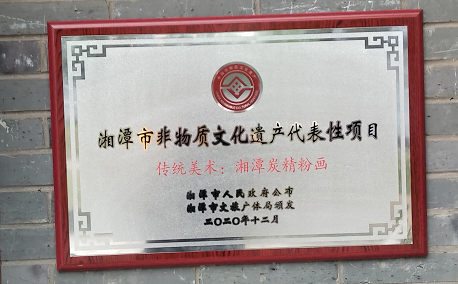 湘潭市非物质文化遗产代表性项目
传统美术：湘潭炭精粉画
湘潭市人民政府公布
湘潭市文旅广体局颁发
二〇二〇年十二月